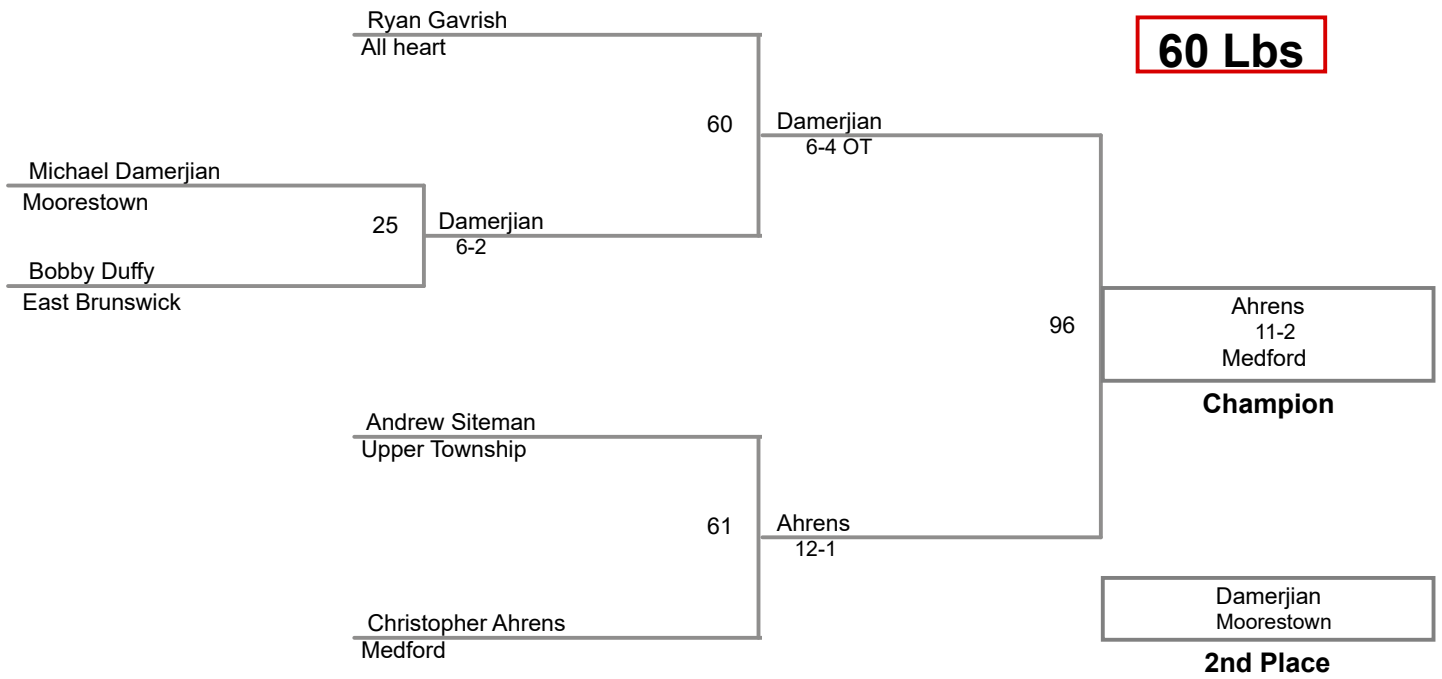 Ryan Gavrish
All heart
60 Lbs
60
Damerjian
6-4 OT
Michael Damerjian
Moorestown
25
Damerjian
6-2
Bobby Duffy
East Brunswick
96
Ahrens
11-2
Medford
Champion
Andrew Siteman
Upper Township
61
Ahrens
12-1
Christopher Ahrens
Medford
Damerjian
Moorestown
2nd Place